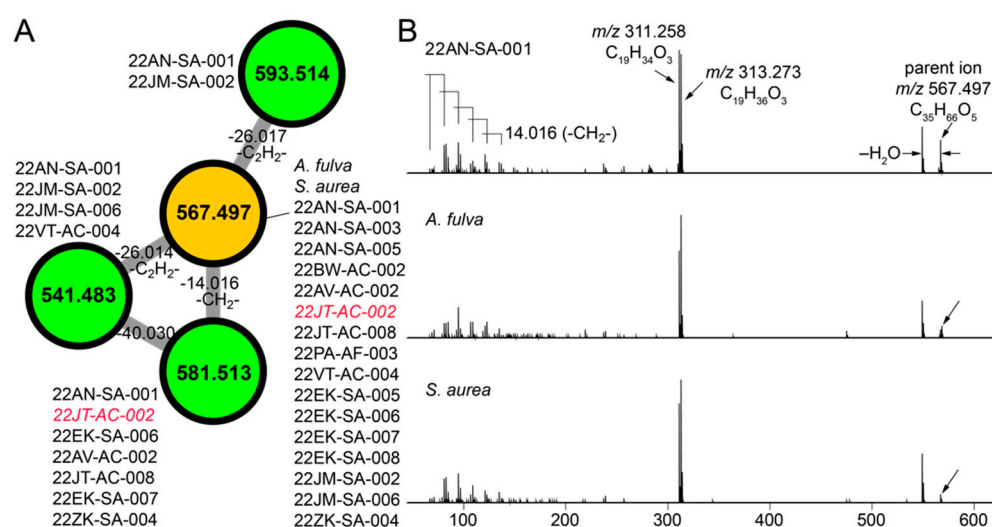 A
22AN-SA-001
22JM-SA-002
593.514
-26.017
-C2H2-
22AN-SA-001
22JM-SA-002
22JM-SA-006
22VT-AC-004
567.497
-26.014
-C2H2-
-14.016
-CH2-
541.483
-40.030
581.513
22AN-SA-001
22JT-AC-002
22EK-SA-006
22AV-AC-002
22JT-AC-008
22EK-SA-007
22ZK-SA-004
A. fulva
S. aurea
22AN-SA-001
22AN-SA-003
22AN-SA-005
22BW-AC-002
22AV-AC-002
22JT-AC-002
22JT-AC-008
22PA-AF-003
22VT-AC-004
22EK-SA-005
22EK-SA-006
22EK-SA-007
22EK-SA-008
22JM-SA-002
22JM-SA-006
22ZK-SA-004
B
22AN-SA-001
m/z 311.258
C19H34O3
m/z 313.273
C19H36O3
parent ion
m/z 567.497
C35H66O5
14.016 (-CH2-)
–H2O
A. fulva
S. aurea
100 200 300 400 500 600